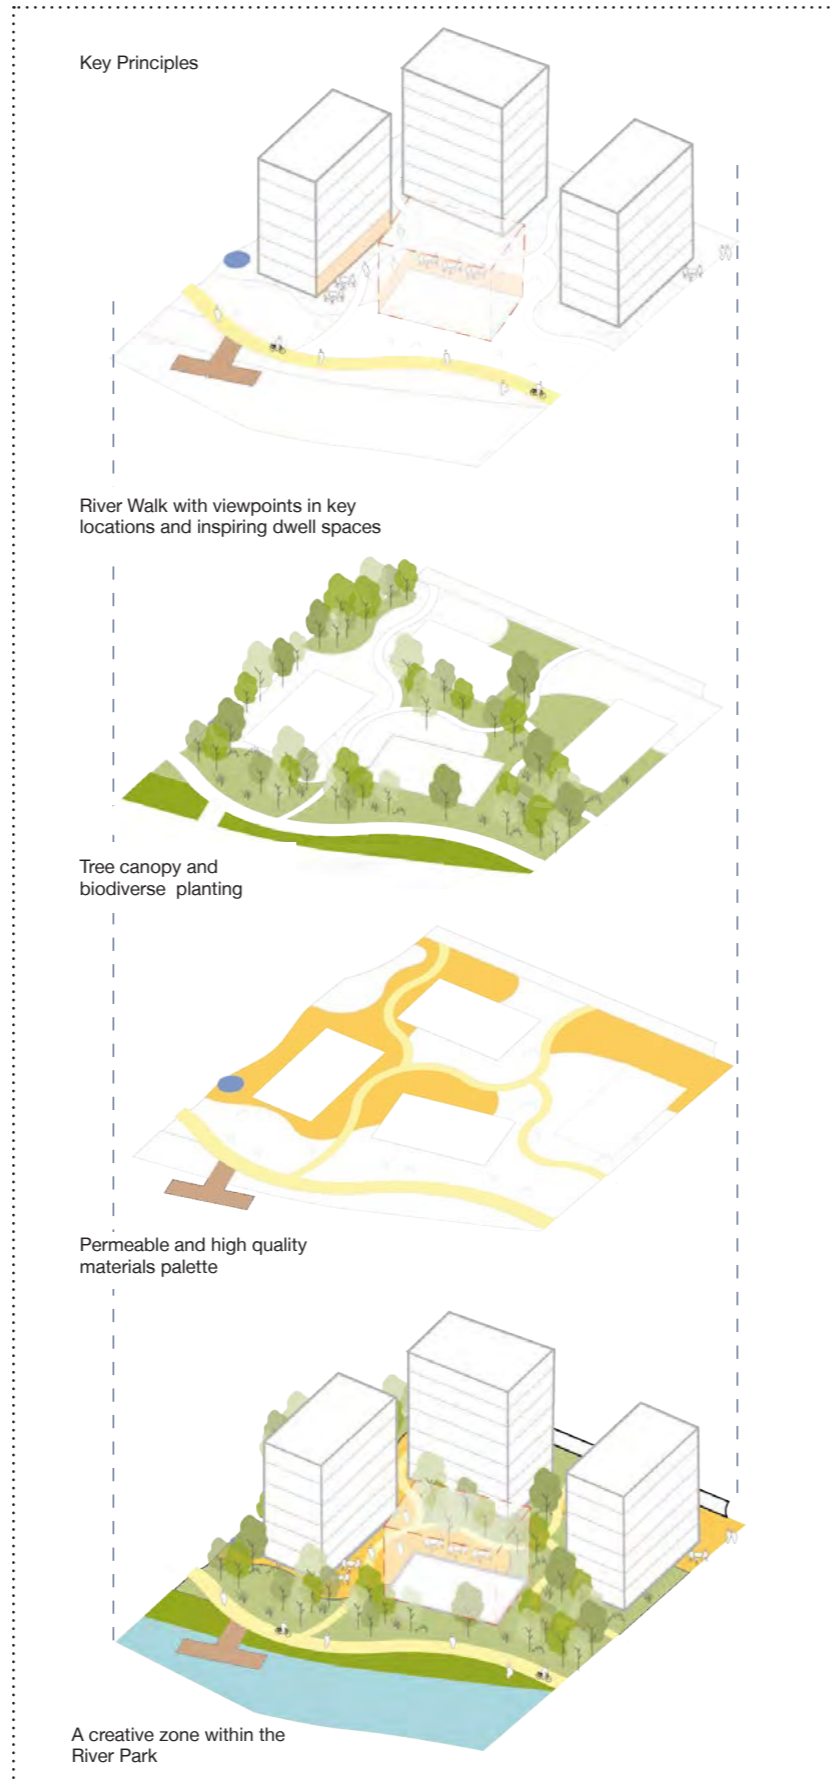 Key Principles
River Walk with viewpoints in key
locations and inspiring dwell spaces
Tree canopy and
biodiverse planting
Permeable and high quality
materials palette
A creative zone within the
River Park